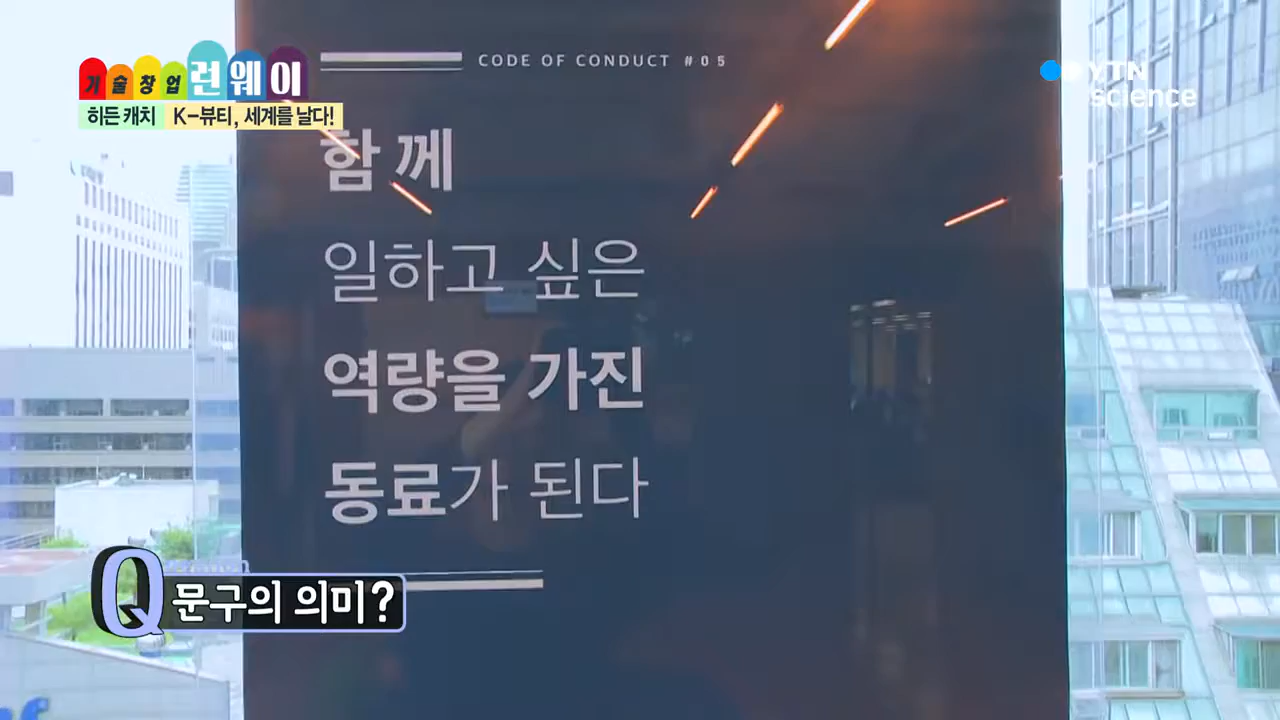 기술창업 런웨이
히든 캐치 K-뷰티, 세계를 날다!
YTN
science
CODE OF CONDUCT #05
함께
일하고 싶은
역량을 가진
동료가 된다
Q 문구의 의미?